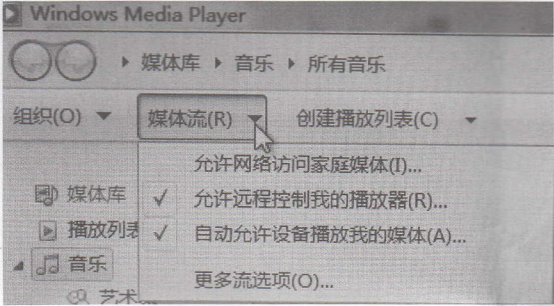 Windows Media Player
媒体库 音乐 所有音乐
组织(O) 媒体流(R) 创建播放列表(C)
允许网络访问家庭媒体(I)...
媒体库
允许远程控制我的播放器(R)...
播放列表
自动允许设备播放我的媒体(A)...
音乐
更多流选项(O)...
艺术